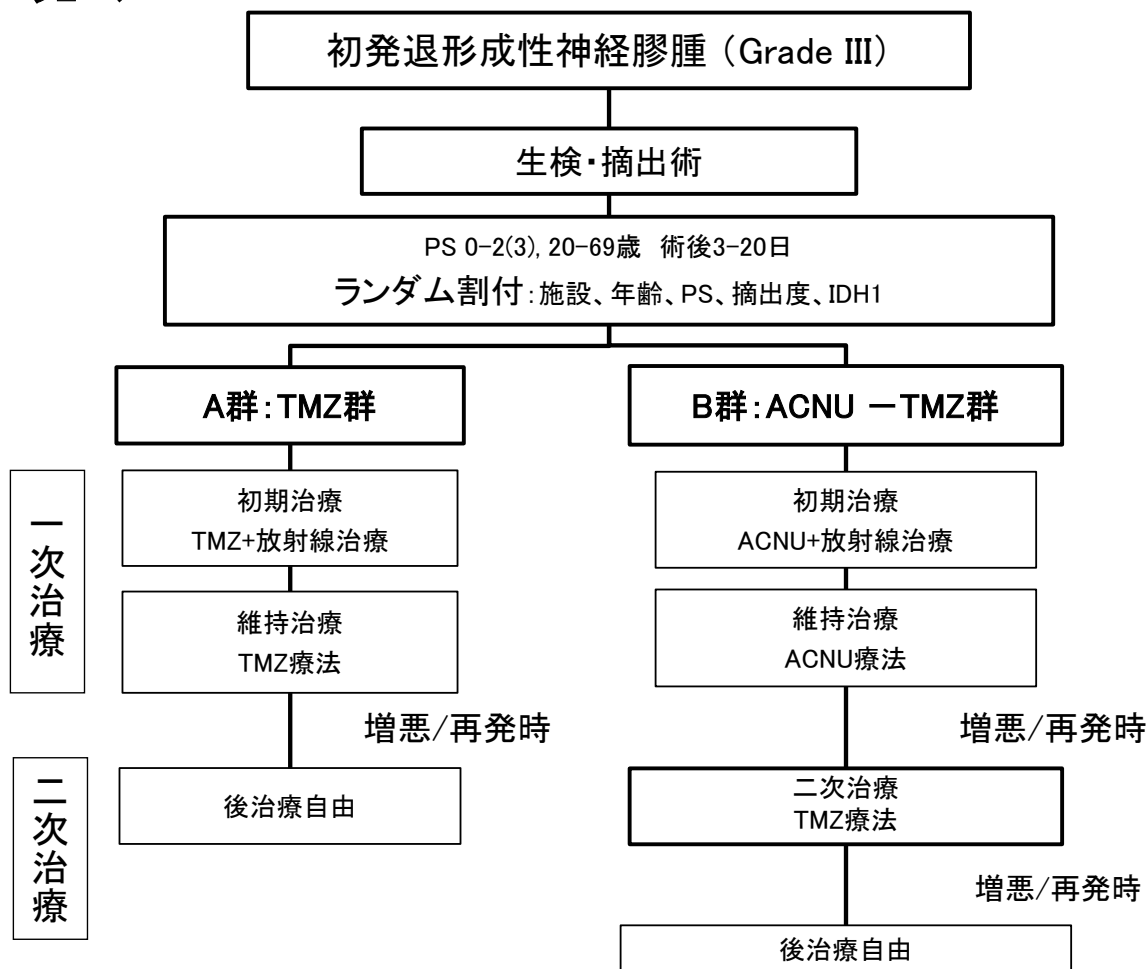 初発退形成性神経膠腫（Grade III）
生検・摘出術
PS 0-2(3), 20-69歳 術後3-20日
ランダム割付：施設、年齢、PS、摘出度、IDH1
A群：TMZ群
B群：ACNU －TMZ群
一次治療
初期治療
TMZ+放射線治療
初期治療
ACNU+放射線治療
維持治療
TMZ療法
維持治療
ACNU療法
増悪/再発時
増悪/再発時
二次治療
後治療自由
二次治療
TMZ療法
増悪/再発時
後治療自由